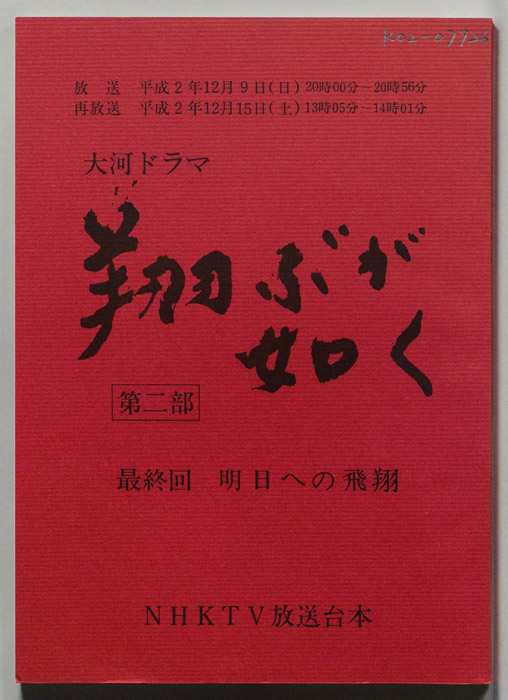 K02-07926
放送 平成2年12月9日(日)20時00分~20時56分
再放送 平成2年12月15日(土)13時05分~14時01分
大河ドラマ
翔ぶが
如く
第二部
最終回 明日への飛翔
NHKTV放送台本